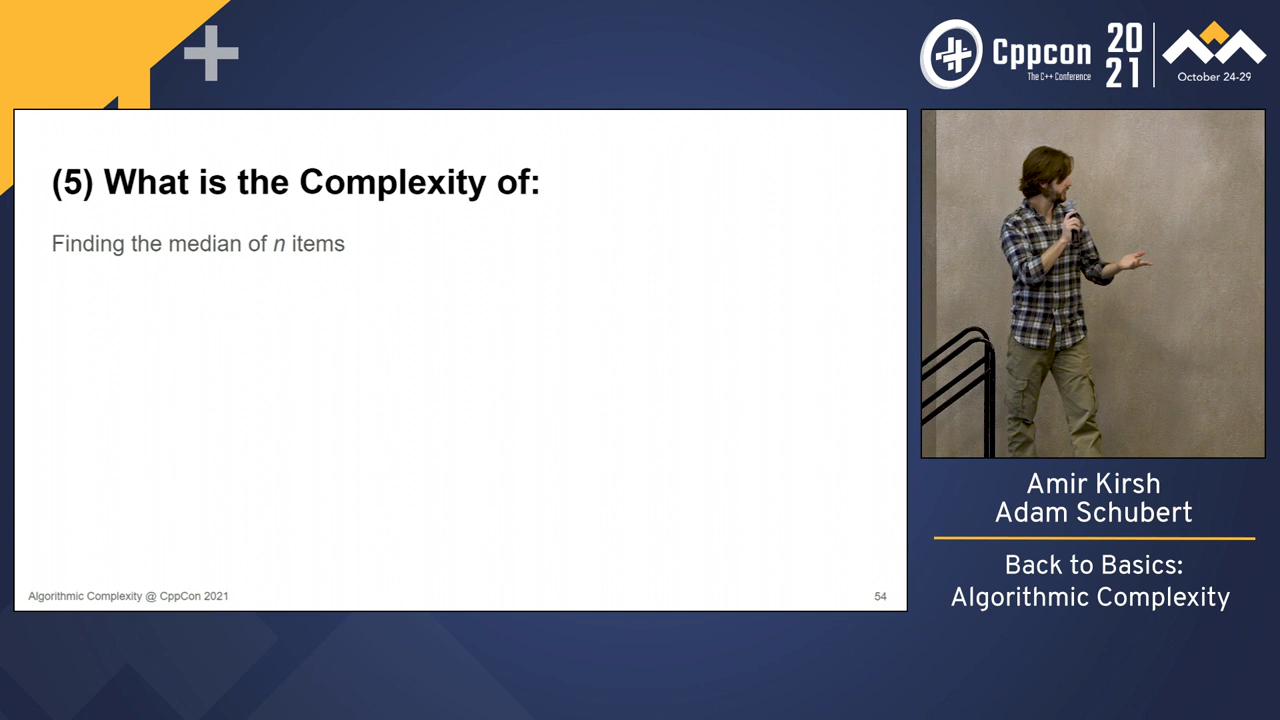 Cppcon
The C++ Conference
20
21
October 24-29
(5) What is the Complexity of:
Finding the median of n items
Algorithmic Complexity @ CppCon 2021
54
Amir Kirsh
Adam Schubert
Back to Basics:
Algorithmic Complexity